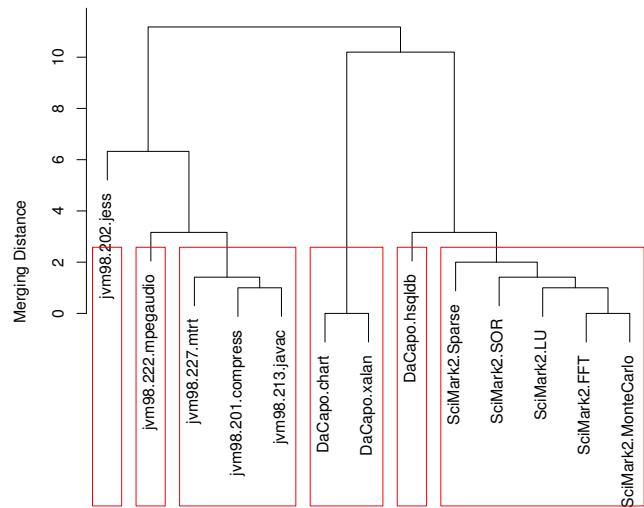 Merging Distance
10
8
6
4
2
0
jvm98.202.jess
jvm98.222.mpegaudio
jvm98.227.mtrt
jvm98.201.compress
jvm98.213.javac
DaCapo.chart
DaCapo.xalan
DaCapo.hsqldb
SciMark2.Sparse
SciMark2.SOR
SciMark2.LU
SciMark2.FFT
SciMark2.MonteCarlo